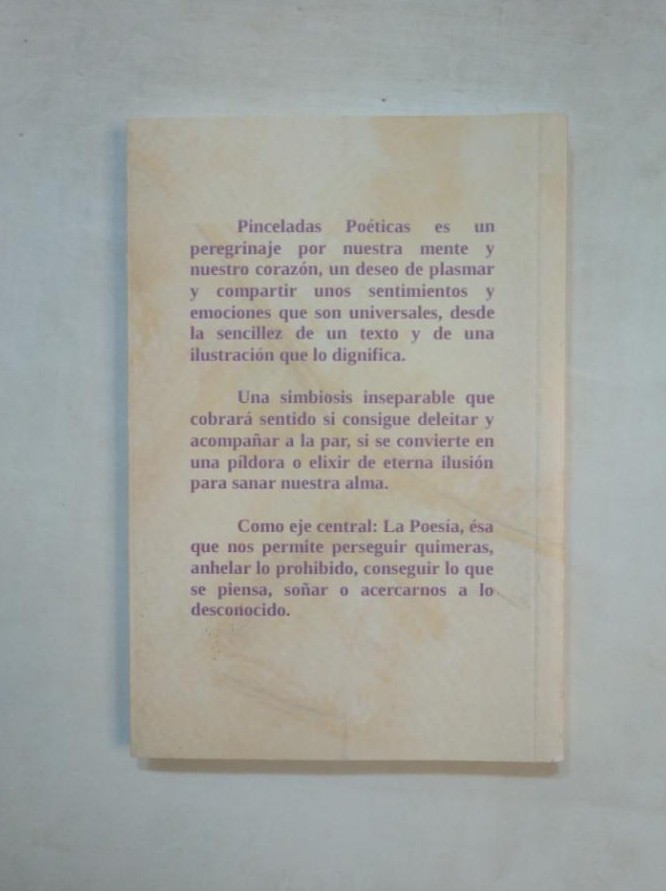 Pinceladas Poéticas es un
peregrinaje por nuestra mente y
nuestro corazón, un deseo de plasmar
y compartir unos sentimientos y
emociones que son universales, desde
la sencillez de un texto y de una
ilustración que lo dignifica.
Una simbiosis inseparable que
cobrará sentido si consigue deleitar y
acompañar a la par, si se convierte en
una píldora o elixir de eterna ilusión
para sanar nuestra alma.
Como eje central: La Poesía, ésa
que nos permite perseguir quimeras,
anhelar lo prohibido, conseguir lo que
se piensa, soñar o acercarnos a lo
desconocido.